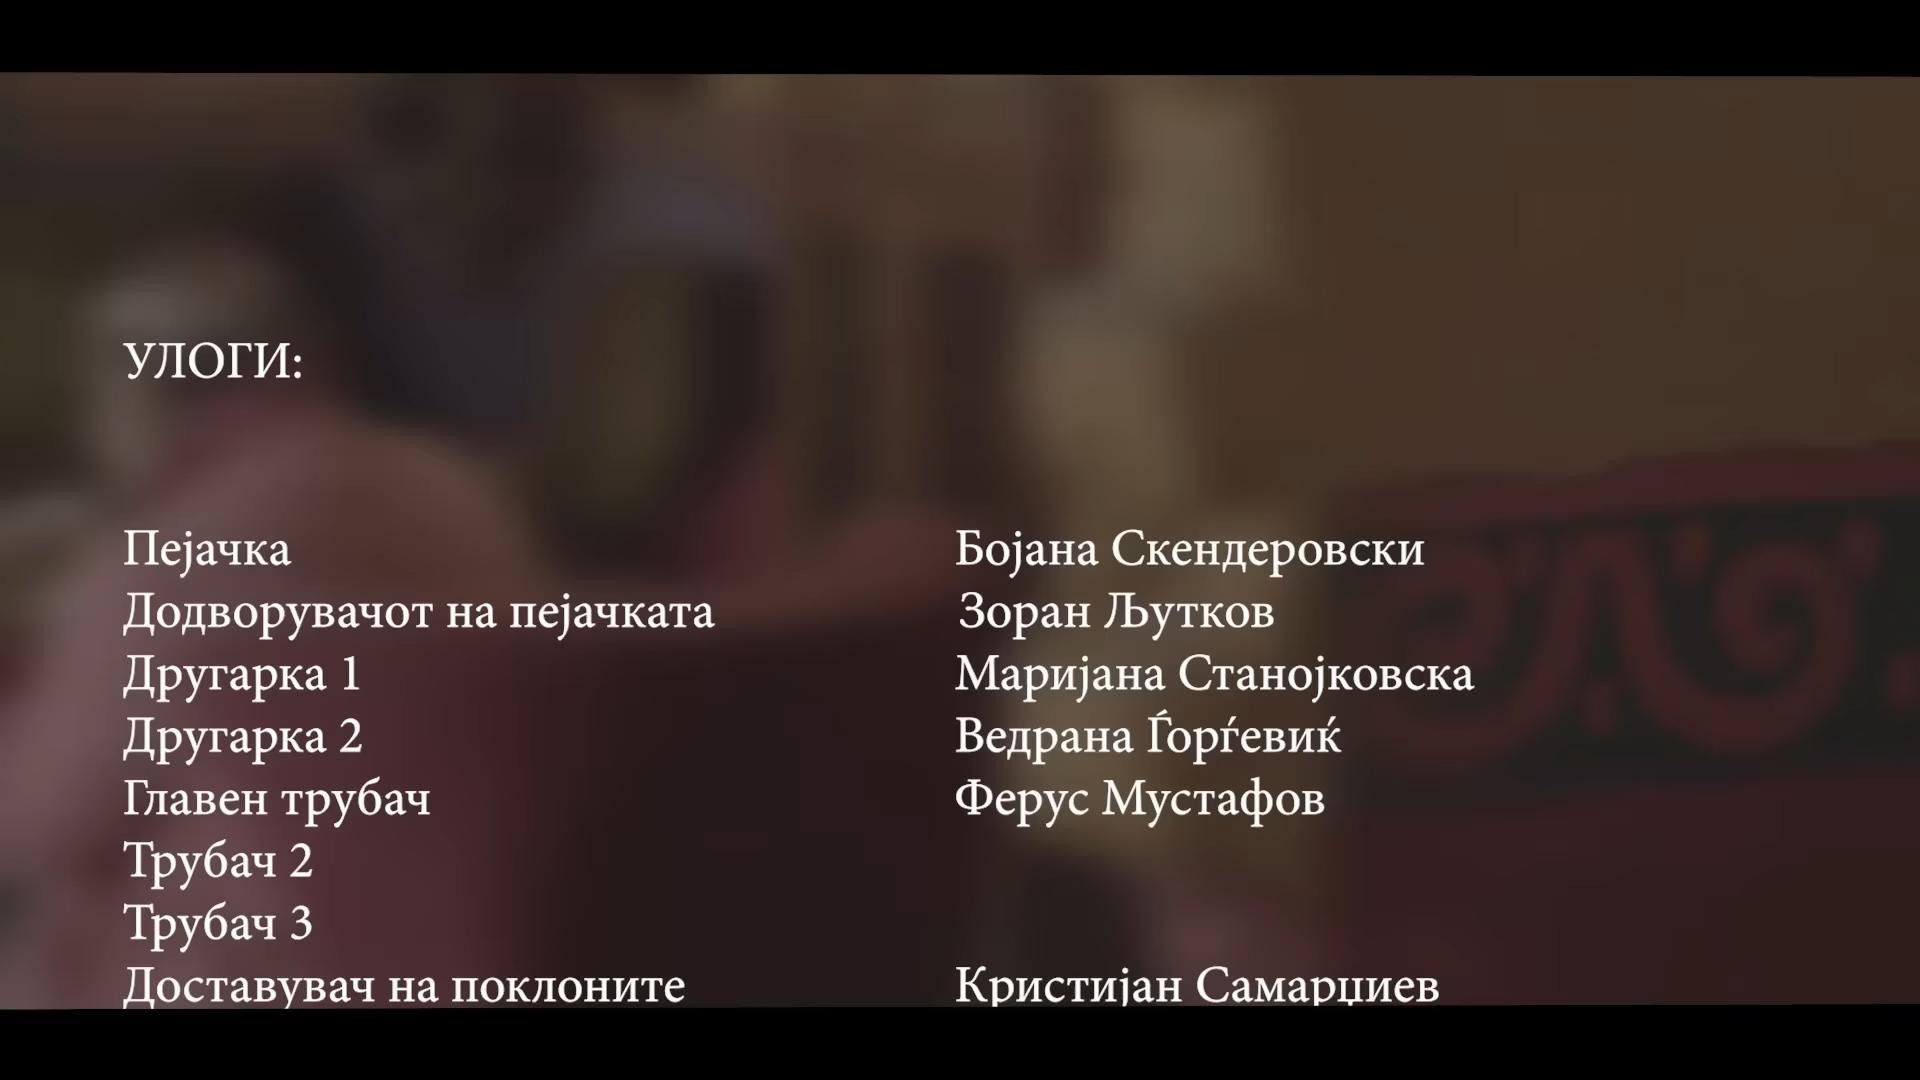 УЛОГИ:
Пејачка Бојана Скендеровски
Додворувачот на пејачката Зоран Љутков
Другарка 1 Маријана Станојковска
Другарка 2 Ведрана Ѓорѓевиќ
Главен трубач Ферус Мустафов
Трубач 2
Трубач 3
Доставувач на поклоните Кристијан Самарџиев